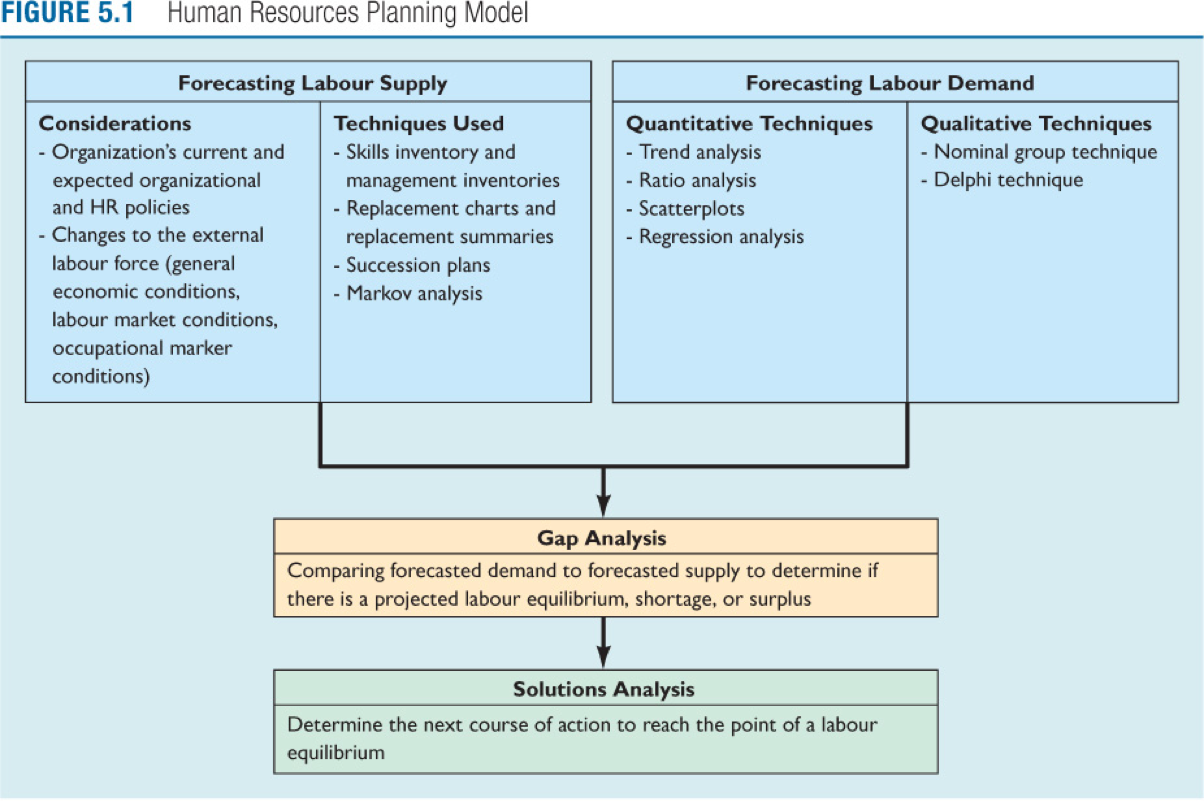 FIGURE 5.1 Human Resources Planning Model
Forecasting Labour Supply
Considerations
- Organization's current and
expected organizational
and HR policies
- Changes to the external
labour force (general
economic conditions,
labour market conditions,
occupational marker
conditions)
Techniques Used
- Skills inventory and
management inventories
- Replacement charts and
replacement summaries
- Succession plans
- Markov analysis
Forecasting Labour Demand
Quantitative Techniques
- Trend analysis
- Ratio analysis
- Scatterplots
- Regression analysis
Qualitative Techniques
- Nominal group technique
- Delphi technique
Gap Analysis
Comparing forecasted demand to forecasted supply to determine if
there is a projected labour equilibrium, shortage, or surplus
Solutions Analysis
Determine the next course of action to reach the point of a labour
equilibrium